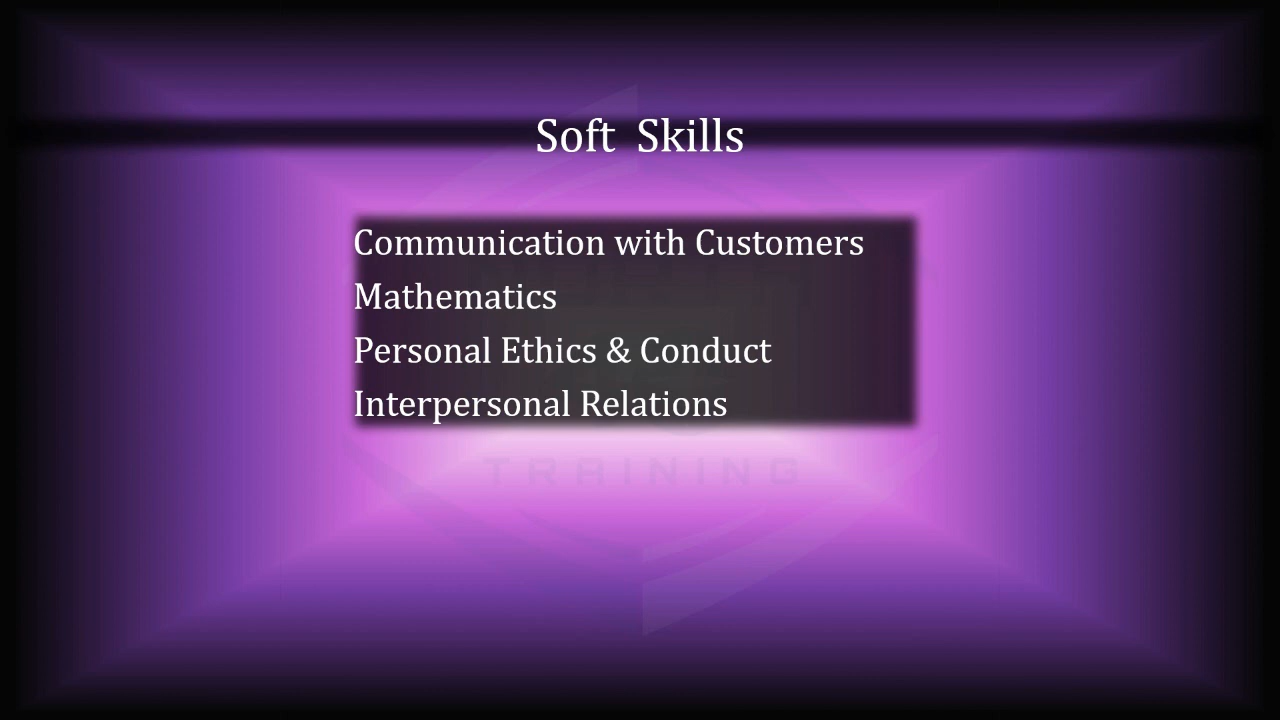 Soft  Skills
Communication with Customers
Mathematics
Personal Ethics & Conduct
Interpersonal Relations
TRAINING